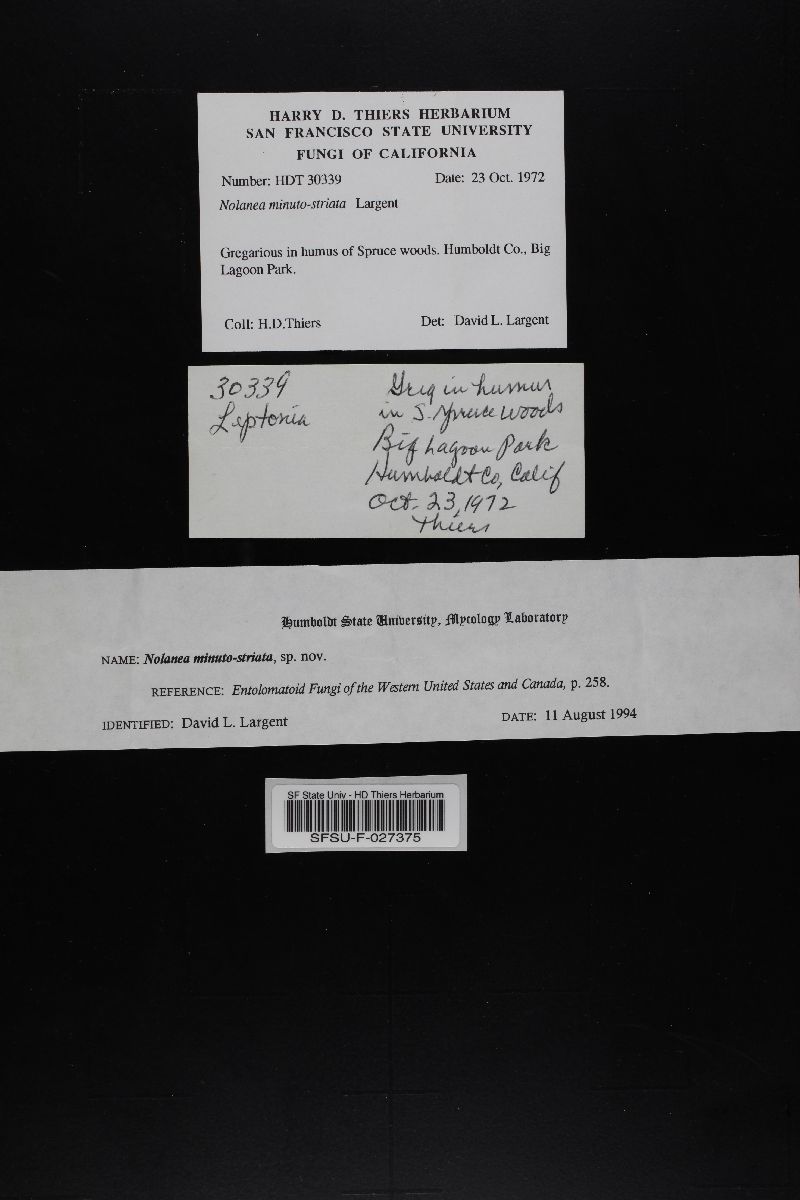 HARRY D. THIERS HERBARIUM
SAN FRANCISCO STATE UNIVERSITY
FUNGI OF CALIFORNIA
Number: HDT 30339 Date: 23 Oct. 1972
Nolanea minuto-striata Largent
Gregarious in humus of Spruce woods. Humboldt Co., Big
Lagoon Park.
Coll: H.D.Thiers Det: David L. Largent
30339
Leptonia
Greg in humus
in S. spruce woods
Big Lagoon Park
Humboldt Co, Calif
Oct. 23, 1972
Thiers
Humboldt State University, Mycology Laboratory
NAME: Nolanea minuto-striata, sp. nov.
REFERENCE: Entolomatoid Fungi of the Western United States and Canada, p. 258.
IDENTIFIED: David L. Largent DATE: 11 August 1994
SF State Univ - HD Thiers Herbarium
SFSU-F-027375